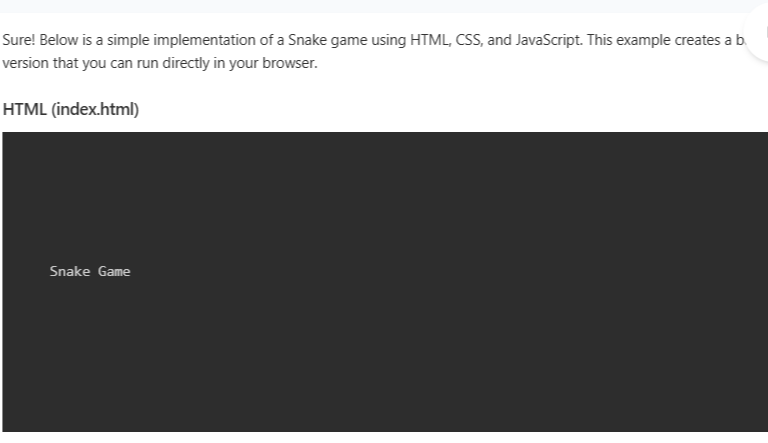 Sure! Below is a simple implementation of a Snake game using HTML, CSS, and JavaScript. This example creates a
version that you can run directly in your browser.
HTML (index.html)
Snake Game